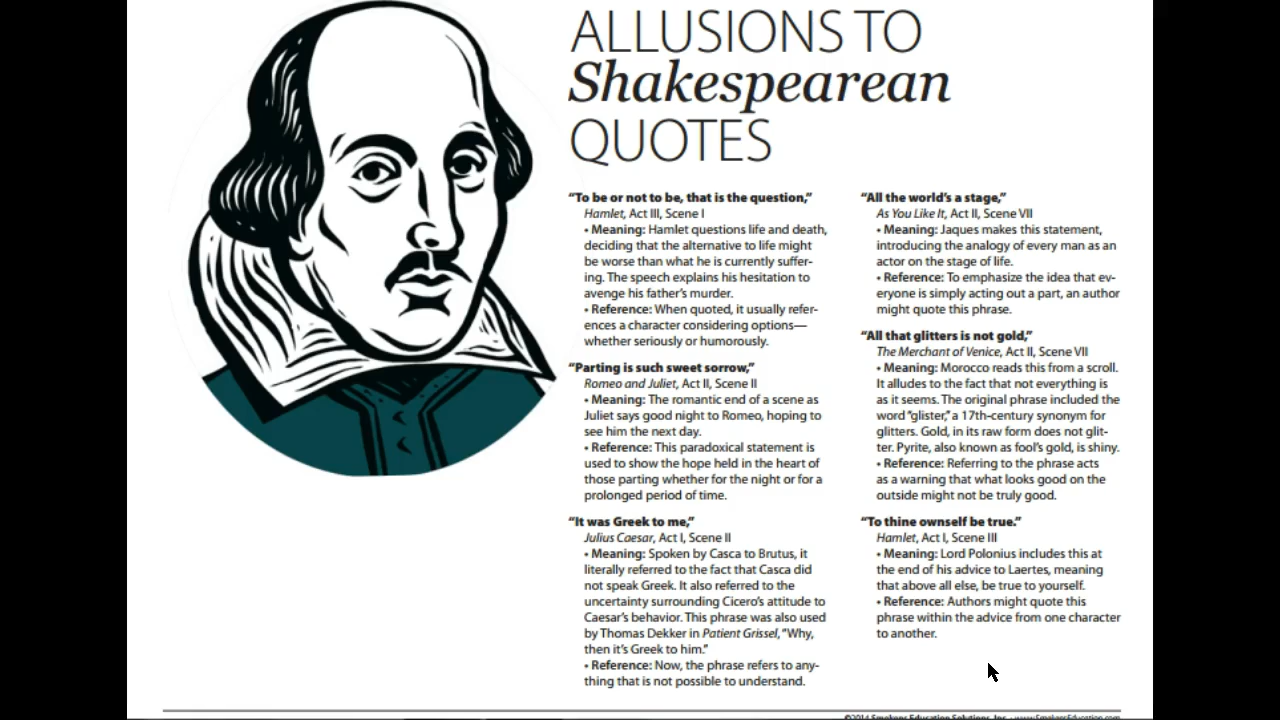 ALLUSIONS TO
Shakespearean
QUOTES
“To be or not to be, that is the question,”
Hamlet, Act III, Scene I
• Meaning: Hamlet questions life and death,
deciding that the alternative to life might
be worse than what he is currently suffer-
ing. The speech explains his hesitation to
avenge his father’s murder.
• Reference: When quoted, it usually refer-
ences a character considering options—
whether seriously or humorously.
“Parting is such sweet sorrow,”
Romeo and Juliet, Act II, Scene II
• Meaning: The romantic end of a scene as
Juliet says good night to Romeo, hoping to
see him the next day.
• Reference: This paradoxical statement is
used to show the hope held in the heart of
those parting whether for the night or for a
prolonged period of time.
“It was Greek to me,”
Julius Caesar, Act I, Scene II
• Meaning: Spoken by Casca to Brutus, it
literally referred to the fact that Casca did
not speak Greek. It also referred to the
uncertainty surrounding Cicero’s attitude to
Caesar’s behavior. This phrase was also used
by Thomas Dekker in Patient Grissel, “Why,
then it’s Greek to him.”
• Reference: Now, the phrase refers to any-
thing that is not possible to understand.
“All the world’s a stage,”
As You Like It, Act II, Scene VII
• Meaning: Jaques makes this statement,
introducing the analogy of every man as an
actor on the stage of life.
• Reference: To emphasize the idea that ev-
eryone is simply acting out a part, an author
might quote this phrase.
“All that glitters is not gold,”
The Merchant of Venice, Act II, Scene VII
• Meaning: Morocco reads this from a scroll.
It alludes to the fact that not everything is
as it seems. The original phrase included the
word “glister,” a 17th-century synonym for
glitters. Gold, in its raw form does not glit-
ter. Pyrite, also known as fool’s gold, is shiny.
• Reference: Referring to the phrase acts
as a warning that what looks good on the
outside might not be truly good.
“To thine ownself be true.”
Hamlet, Act I, Scene III
• Meaning: Lord Polonius includes this at
the end of his advice to Laertes, meaning
that above all else, be true to yourself.
• Reference: Authors might quote this
phrase within the advice from one character
to another.
©2014 Smekens Education Solutions, Inc. • www.SmekensEducation.com